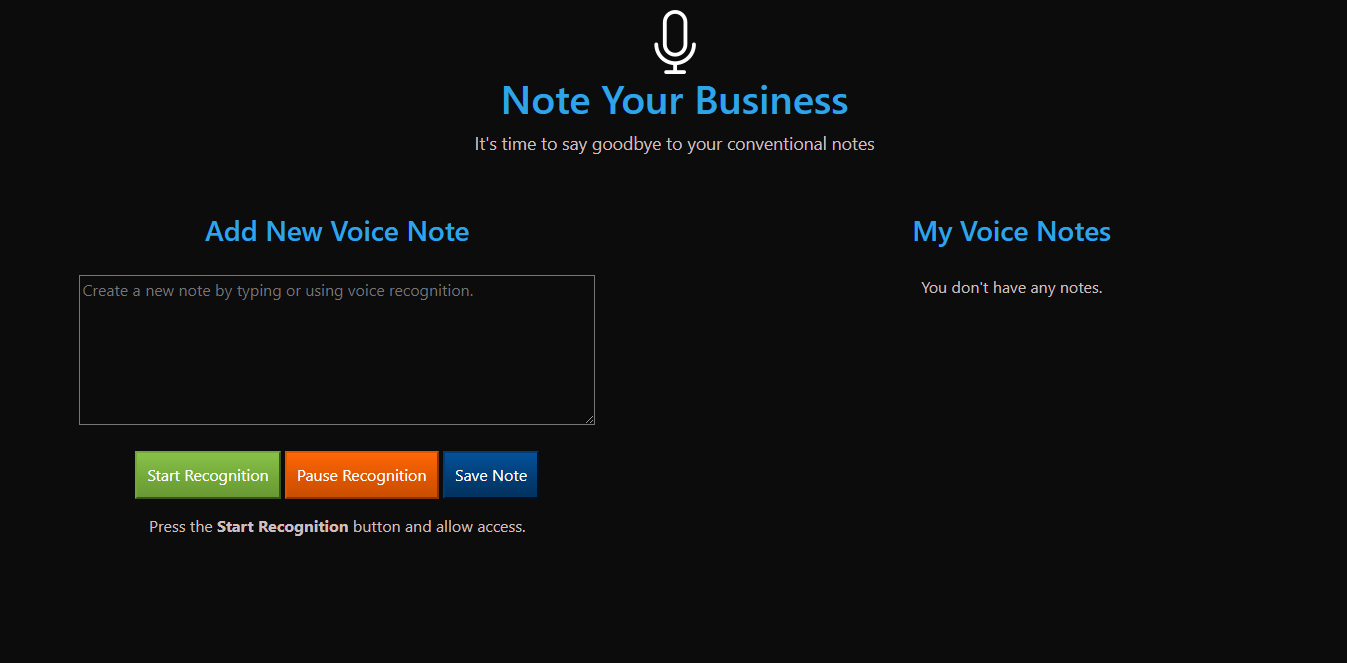 Note Your Business
It's time to say goodbye to your conventional notes
Add New Voice Note
Create a new note by typing or using voice recognition.
Start Recognition
Pause Recognition
Save Note
Press the Start Recognition button and allow access.
My Voice Notes
You don't have any notes.